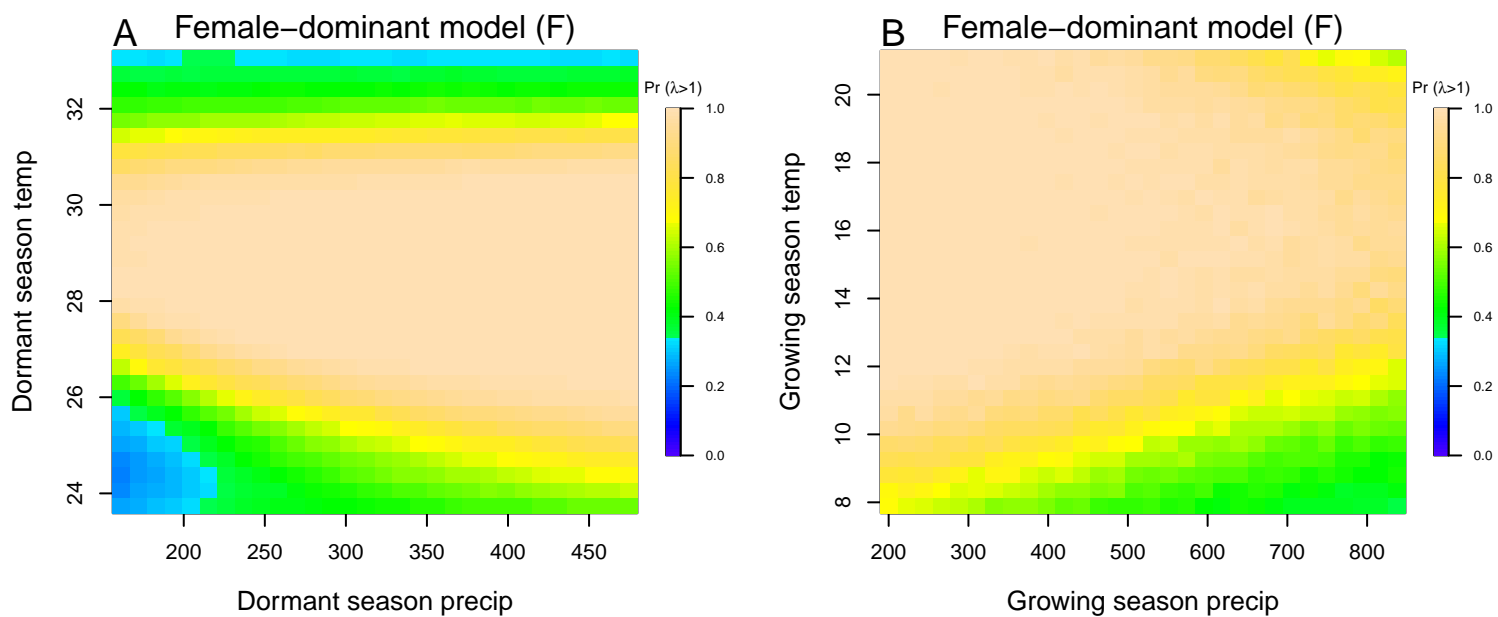 A
Female−dominant model (F)
Pr (λ>1)
1.0
0.8
0.6
0.4
0.2
0.0
32
30
28
26
24
Dormant season temp
200 250 300 350 400 450
Dormant season precip
B
Female−dominant model (F)
Pr (λ>1)
1.0
0.8
0.6
0.4
0.2
0.0
20
18
16
14
12
10
8
Growing season temp
200 300 400 500 600 700 800
Growing season precip